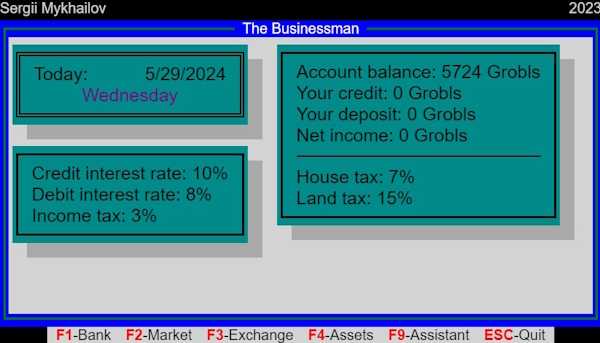 Sergii Mykhailov 2023
The Businessman
Today: 5/29/2024
Wednesday
Credit interest rate: 10%
Debit interest rate: 8%
Income tax: 3%
Account balance: 5724 Grobls
Your credit: 0 Grobls
Your deposit: 0 Grobls
Net income: 0 Grobls
House tax: 7%
Land tax: 15%
F1-Bank F2-Market F3-Exchange F4-Assets F9-Assistant ESC-Quit